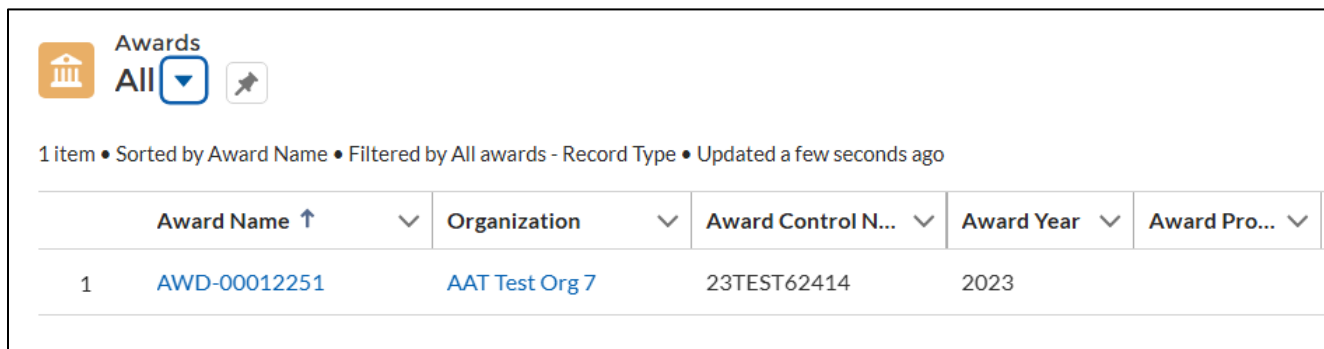 Awards
All
1 item • Sorted by Award Name • Filtered by All awards - Record Type • Updated a few seconds ago
Award Name ↑ Organization Award Control N... Award Year Award Pro...
1 AWD-00012251 AAT Test Org 7 23TEST62414 2023